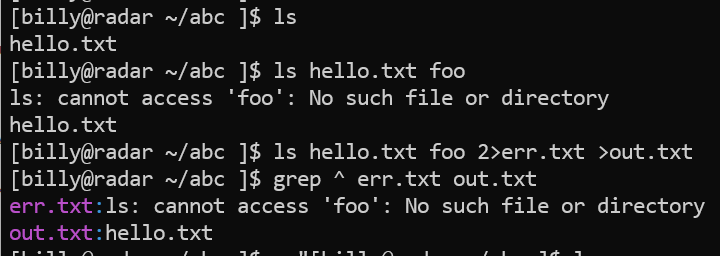 [billy@radar ~/abc ]$ ls
hello.txt
[billy@radar ~/abc ]$ ls hello.txt foo
ls: cannot access 'foo': No such file or directory
hello.txt
[billy@radar ~/abc ]$ ls hello.txt foo 2>err.txt >out.txt
[billy@radar ~/abc ]$ grep ^ err.txt out.txt
err.txt:ls: cannot access 'foo': No such file or directory
out.txt:hello.txt